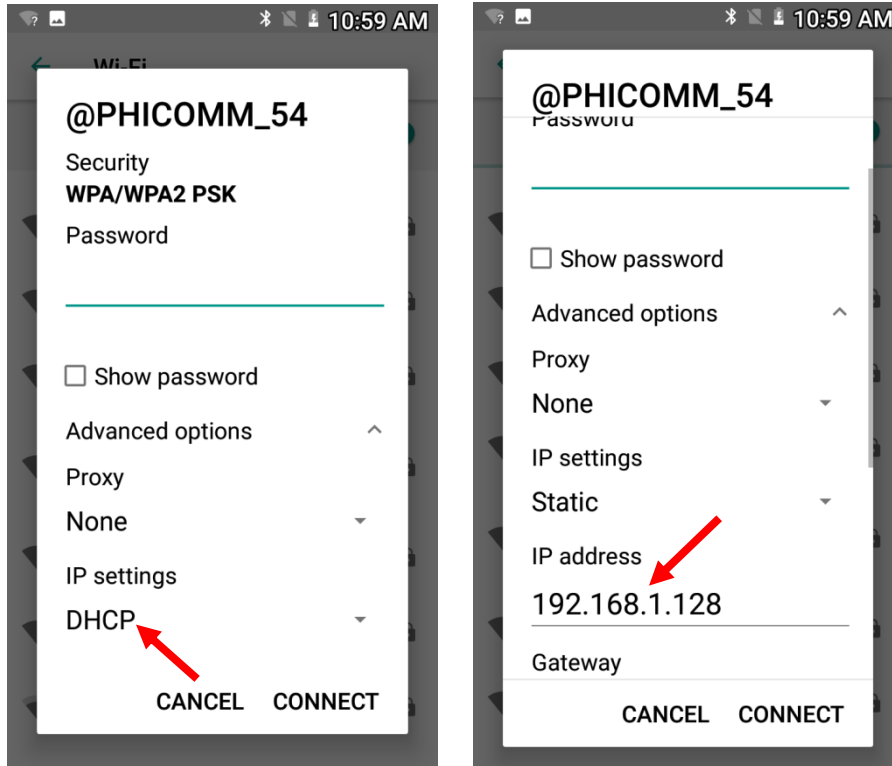 10:59 AM
Wi-Fi
@PHICOMM_54
Security
WPA/WPA2 PSK
Password
Show password
Advanced options
Proxy
None
IP settings
DHCP
CANCEL CONNECT
10:59 AM
@PHICOMM_54
Password
Show password
Advanced options
Proxy
None
IP settings
Static
IP address
192.168.1.128
Gateway
CANCEL CONNECT